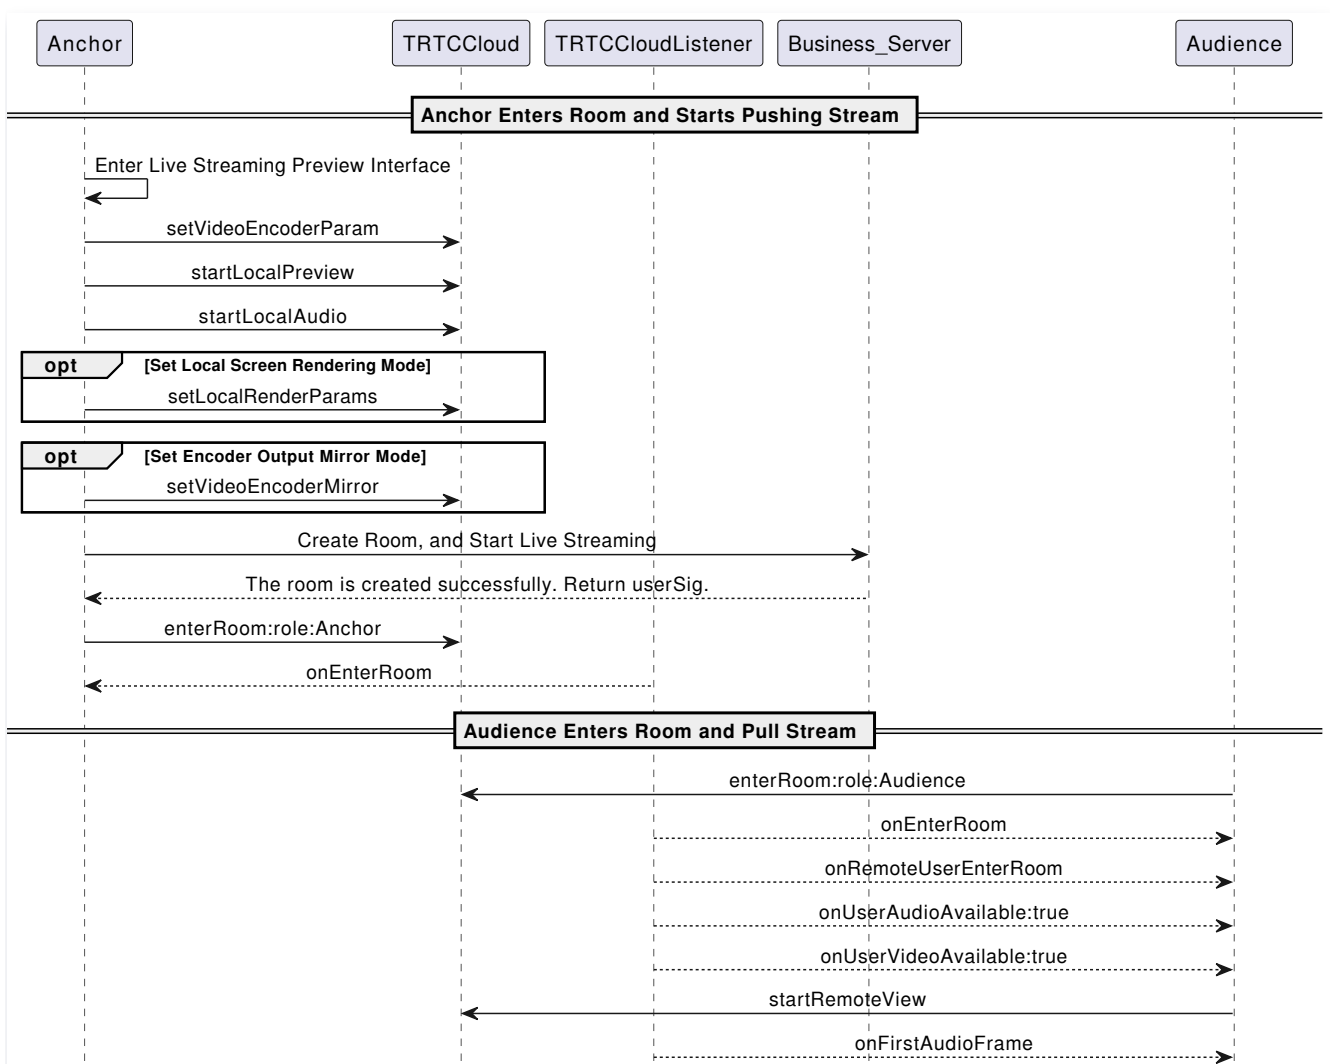 Anchor
TRTCCloud
TRTCCloudListener
Business_Server
Audience
Anchor Enters Room and Starts Pushing Stream
Enter Live Streaming Preview Interface
setVideoEncoderParam
startLocalPreview
startLocalAudio
opt
[Set Local Screen Rendering Mode]
setLocalRenderParams
opt
[Set Encoder Output Mirror Mode]
setVideoEncoderMirror
Create Room, and Start Live Streaming
The room is created successfully. Return userSig.
enterRoom:role:Anchor
onEnterRoom
Audience Enters Room and Pull Stream
enterRoom:role:Audience
onEnterRoom
onRemoteUserEnterRoom
onUserAudioAvailable:true
onUserVideoAvailable:true
startRemoteView
onFirstAudioFrame